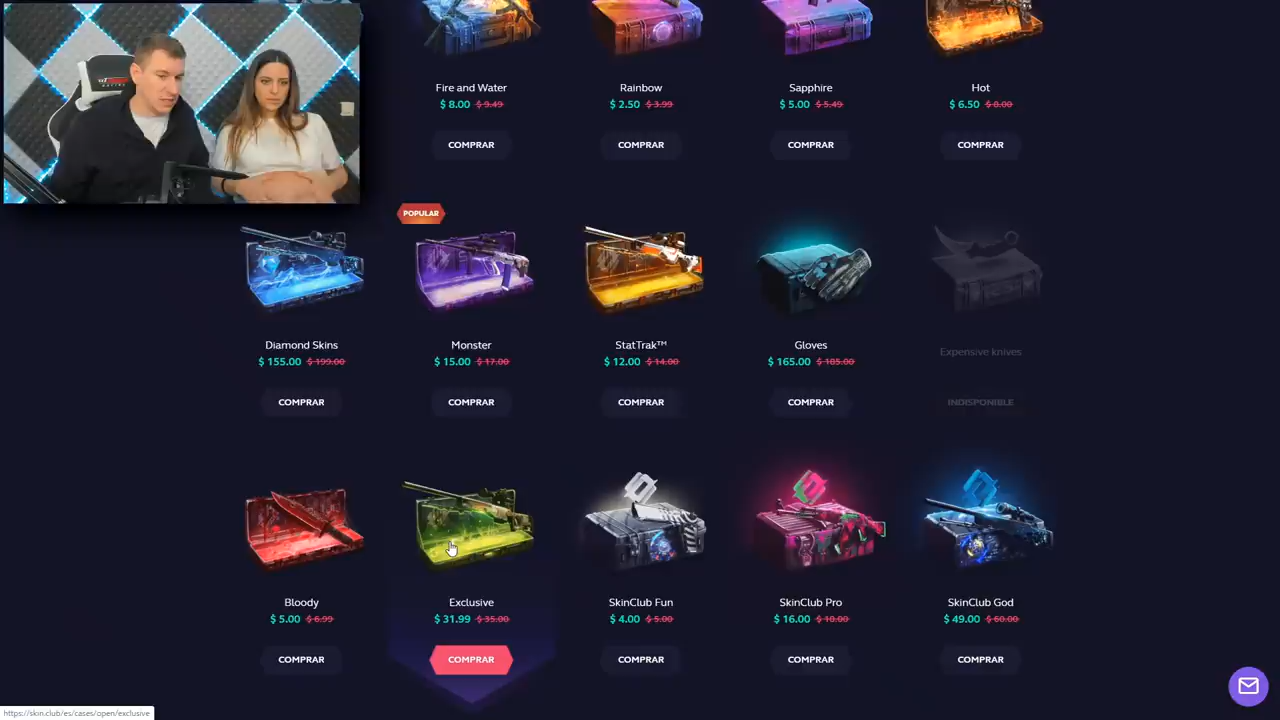 Fire and Water
$ 8.00 $ 9.49
COMPRAR
Rainbow
$ 2.50 $ 3.99
COMPRAR
Sapphire
$ 5.00 $ 5.49
COMPRAR
Hot
$ 6.50 $ 8.00
COMPRAR
Diamond Skins
$ 155.00 $ 199.00
COMPRAR
POPULAR
Monster
$ 15.00 $ 17.00
COMPRAR
StatTrak™
$ 12.00 $ 14.00
COMPRAR
Gloves
$ 165.00 $ 185.00
COMPRAR
Expensive knives
INDISPONIBLE
Bloody
$ 5.00 $ 6.99
COMPRAR
Exclusive
$ 31.99 $ 35.00
COMPRAR
SkinClub Fun
$ 4.00 $ 5.00
COMPRAR
SkinClub Pro
$ 16.00
COMPRAR
SkinClub God
$ 49.00 $ 60.00
COMPRAR
https://skin.club/es/cases/open/exclusive